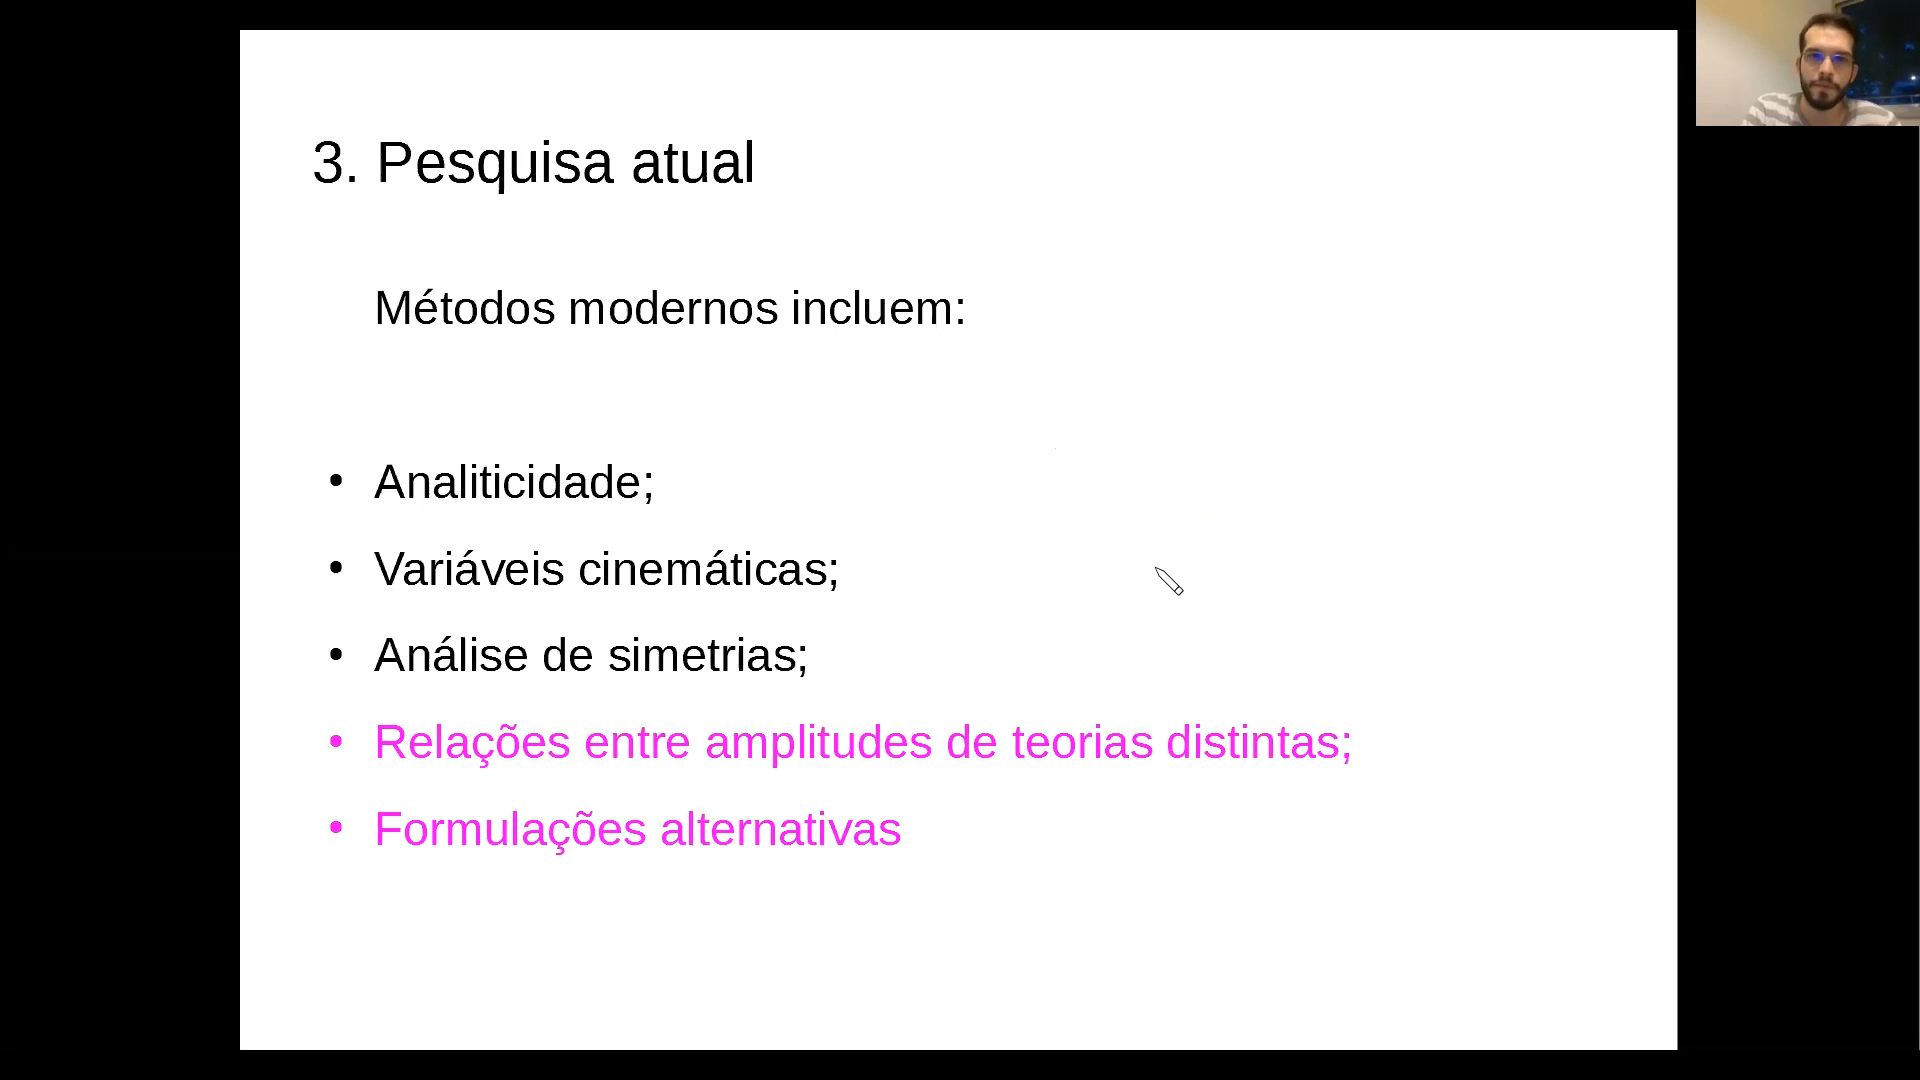 3. Pesquisa atual
Métodos modernos incluem:
• Analiticidade;
• Variáveis cinemáticas;
• Análise de simetrias;
• Relações entre amplitudes de teorias distintas;
• Formulações alternativas